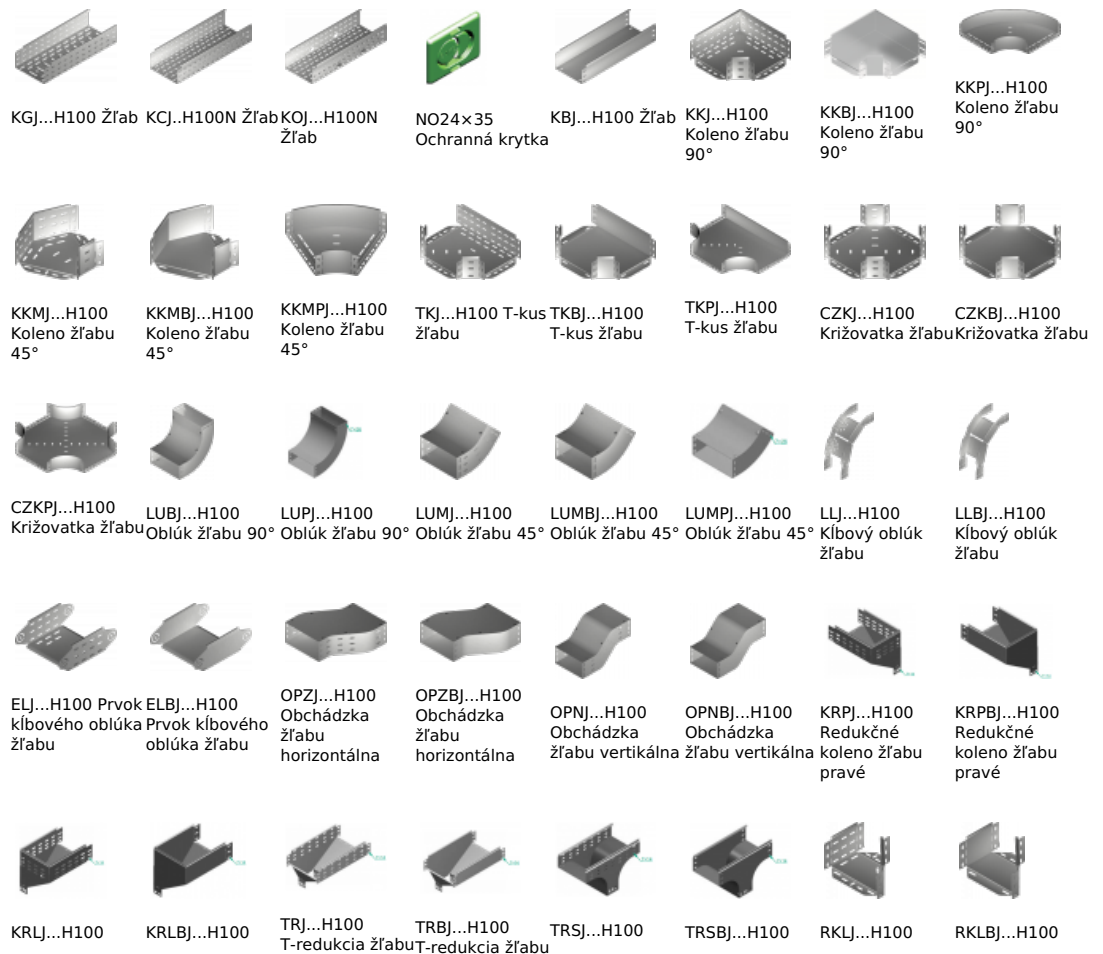 KGJ...H100 Žľab
KCJ..H100N Žľab
KOJ...H100N
Žľab
NO24×35
Ochranná krytka
KBJ...H100 Žľab
KKJ...H100
Koleno žľabu
90°
KKBJ...H100
Koleno žľabu
90°
KKPJ...H100
Koleno žľabu
90°
KKMJ...H100
Koleno žľabu
45°
KKMBJ...H100
Koleno žľabu
45°
KKMPJ...H100
Koleno žľabu
45°
TKJ...H100 T-kus
žľabu
TKBJ...H100
T-kus žľabu
TKPJ...H100
T-kus žľabu
CZKJ...H100
Križovatka žľabu
CZKBJ...H100
Križovatka žľabu
CZKPJ...H100
Križovatka žľabu
LUBJ...H100
Oblúk žľabu 90°
LUPJ...H100
Oblúk žľabu 90°
LUMJ...H100
Oblúk žľabu 45°
LUMBJ...H100
Oblúk žľabu 45°
LUMPJ...H100
Oblúk žľabu 45°
LLJ...H100
Kĺbový oblúk
žľabu
LLBJ...H100
Kĺbový oblúk
žľabu
ELJ...H100 Prvok
kĺbového oblúka
žľabu
ELBJ...H100
Prvok kĺbového
oblúka žľabu
OPZJ...H100
Obchádzka
žľabu
horizontálna
OPZBJ...H100
Obchádzka
žľabu
horizontálna
OPNJ...H100
Obchádzka
žľabu vertikálna
OPNBJ...H100
Obchádzka
žľabu vertikálna
KRPJ...H100
Redukčné
koleno žľabu
pravé
KRPBJ...H100
Redukčné
koleno žľabu
pravé
KRLJ...H100
KRLBJ...H100
TRJ...H100
T-redukcia žľabu
TRBJ...H100
T-redukcia žľabu
TRSJ...H100
TRSBJ...H100
RKLJ...H100
RKLBJ...H100